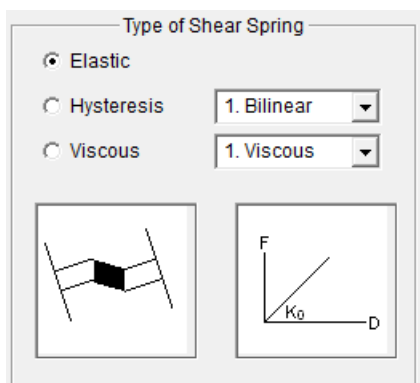 Type of Shear Spring
Elastic
Hysteresis 1. Bilinear
Viscous 1. Viscous
F
K₀
D